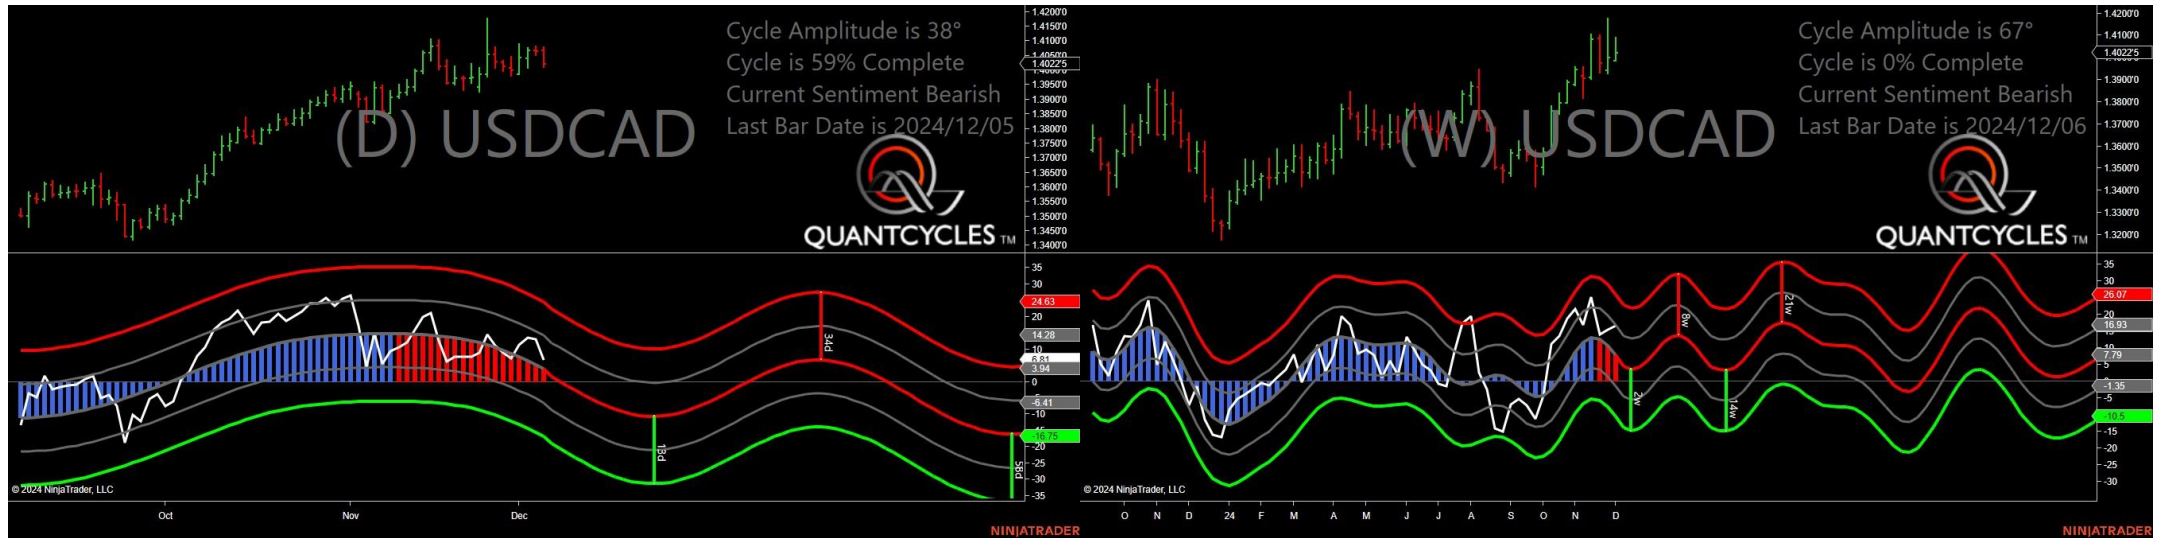 Cycle Amplitude is 38°
Cycle is 59% Complete
Current Sentiment Bearish
Last Bar Date is 2024/12/05
(D) USDCAD
QUANTCYCLES TM
1.4200'0
1.4150'0
1.4100'0
1.4050'0
1.4022'5
1.3950'0
1.3900'0
1.3850'0
1.3800'0
1.3750'0
1.3700'0
1.3650'0
1.3600'0
1.3550'0
1.3500'0
1.3450'0
1.3400'0
35
30
24.63
20
14.28
10
6.81
3.94
0
-6.41
-10
-16.75
-20
-25
-30
-35
34d
13d
58d
© 2024 NinjaTrader, LLC
Oct Nov Dec
NINJATRADER
Cycle Amplitude is 67°
Cycle is 0% Complete
Current Sentiment Bearish
Last Bar Date is 2024/12/06
(W) USDCAD
QUANTCYCLES TM
1.4200'0
1.4100'0
1.4022'5
1.3900'0
1.3800'0
1.3700'0
1.3600'0
1.3500'0
1.3400'0
1.3300'0
1.3200'0
35
30
26.07
20
16.93
7.79
-1.35
-5
-10.5
-15
-20
-25
-30
8w
21w
2w
14w
© 2024 NinjaTrader, LLC
O N D 24 F M A M J J A S O N D
NINJATRADER